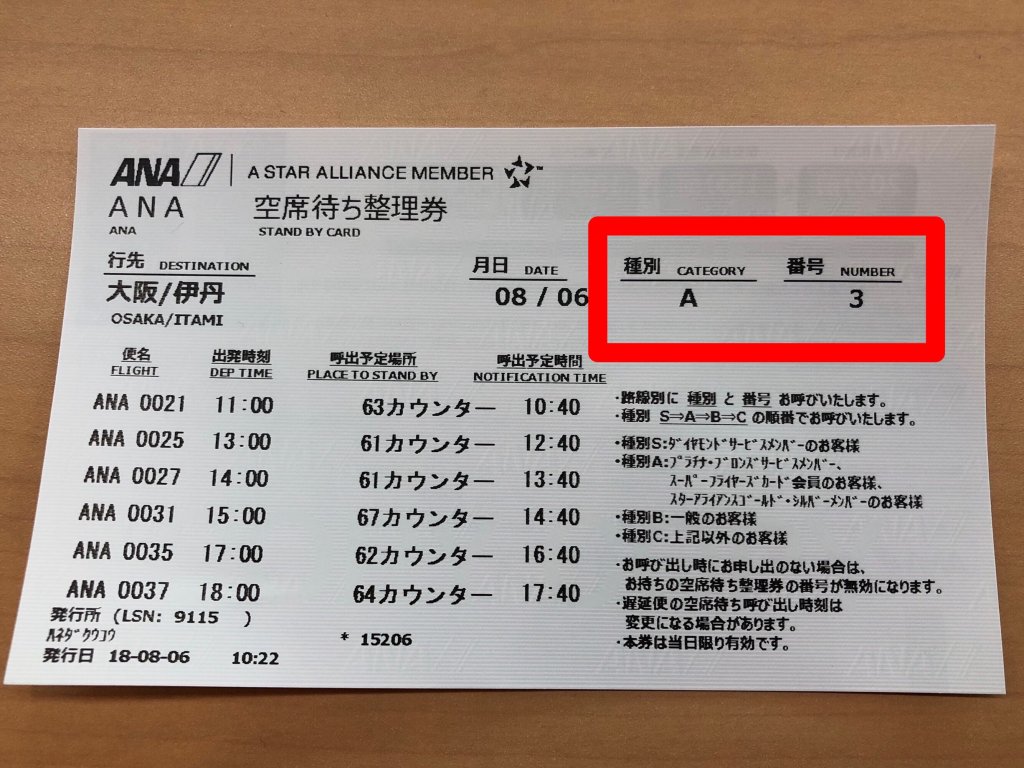 ANA A STAR ALLIANCE MEMBER ™
ANA 空席待ち整理券
ANA STAND BY CARD
行先 DESTINATION 月日 DATE 種別 CATEGORY 番号 NUMBER
大阪/伊丹 08 / 06 A 3
OSAKA/ITAMI
便名 出発時刻 呼出予定場所 呼出予定時間
FLIGHT DEP TIME PLACE TO STAND BY NOTIFICATION TIME
ANA 0021 11:00 63カウンター 10:40
ANA 0025 13:00 61カウンター 12:40
ANA 0027 14:00 61カウンター 13:40
ANA 0031 15:00 67カウンター 14:40
ANA 0035 17:00 62カウンター 16:40
ANA 0037 18:00 64カウンター 17:40
・路線別に 種別 と 番号 お呼びいたします。
・種別 S⇒A⇒B⇒C の順番でお呼びいたします。
・種別S:ﾀﾞｲﾔﾓﾝﾄﾞｻｰﾋﾞｽﾒﾝﾊﾞｰのお客様
・種別A:ﾌﾟﾗﾁﾅ・ﾌﾞﾛﾝｽﾞｻｰﾋﾞｽﾒﾝﾊﾞｰ、
ｽｰﾊﾟｰﾌﾗｲﾔｰｽﾞｶｰﾄﾞ会員のお客様、
ｽﾀｰｱﾗｲｱﾝｽｺﾞｰﾙﾄﾞ・ｼﾙﾊﾞｰﾒﾝﾊﾞｰのお客様
・種別B:一般のお客様
・種別C:上記以外のお客様
・お呼び出し時にお申し出のない場合は、
お持ちの空席待ち整理券の番号が無効になります。
・遅延便の空席待ち呼び出し時刻は
変更になる場合があります。
・本券は当日限り有効です。
発行所 (LSN: 9115 )
ﾊﾈﾀﾞｸｳｺｳ * 15206
発行日 18-08-06 10:22